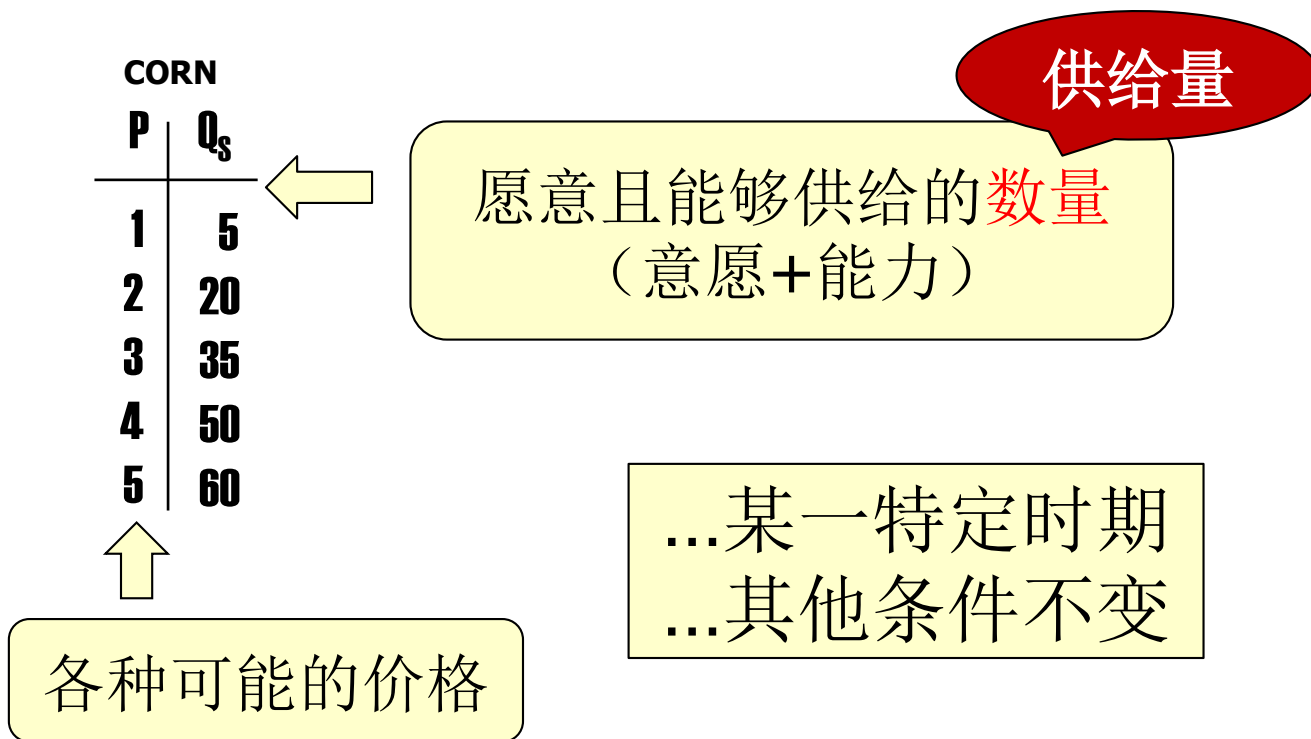 CORN
P Qs
1 5
2 20
3 35
4 50
5 60
供给量
愿意且能够供给的数量
（意愿+能力）
...某一特定时期
...其他条件不变
各种可能的价格